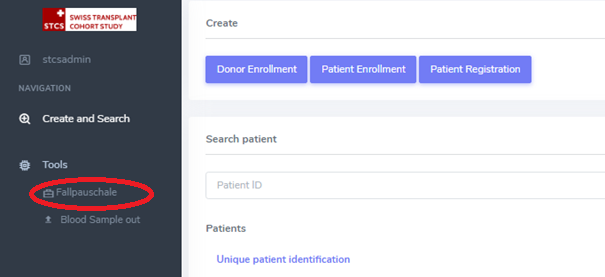 STCS
SWISS TRANSPLANT
COHORT STUDY
stcsadmin
NAVIGATION
Create and Search
Tools
Fallpauschale
Blood Sample out
Create
Donor Enrollment
Patient Enrollment
Patient Registration
Search patient
Patient ID
Patients
Unique patient identification